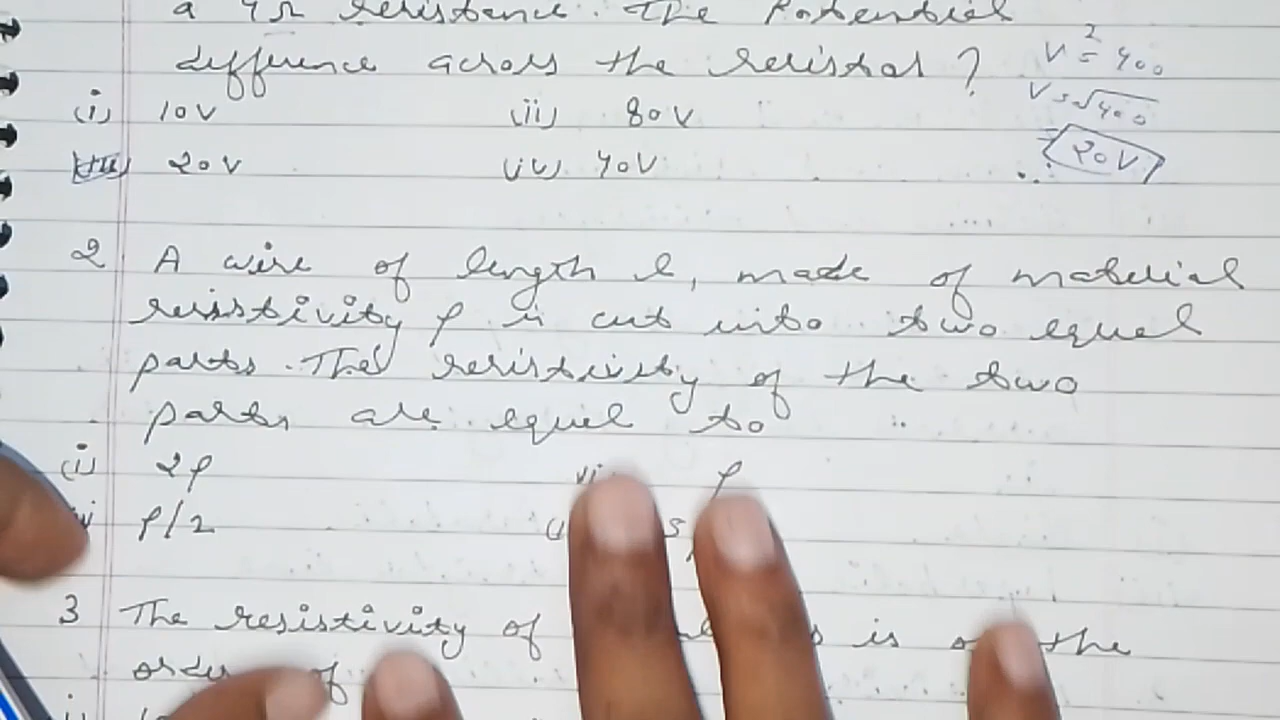 a 4Ω resistance. The Potential
difference across the resistor ?
V² = 400
(i) 10V (ii) 80V
V = √400
(iii) 20V (iv) 40V
= 20V
2 A wire of length l, made of material
resistivity ρ is cut into two equal
parts. The resistivity of the two
parts are equal to
(i) 2ρ ρ
ρ/2
3 The resistivity of is the
order of